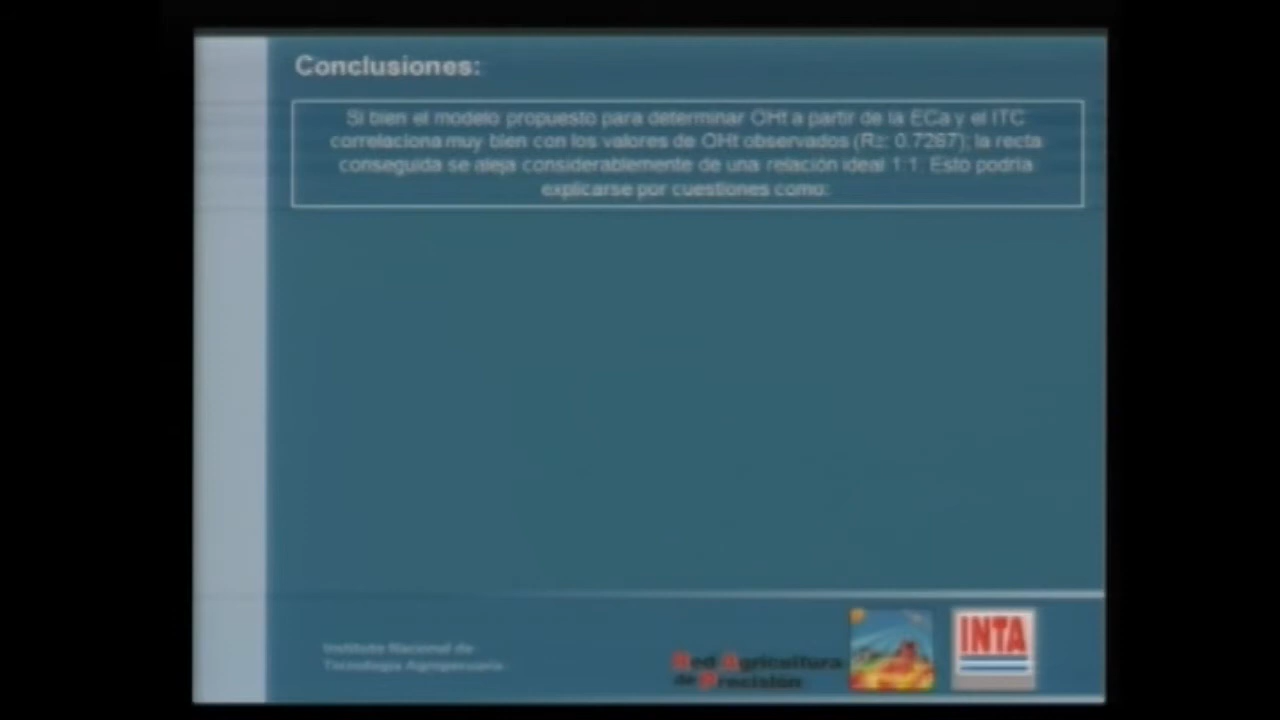 Conclusiones:
Si bien el modelo propuesto para determinar OHt a partir de la ECa y el ITC
correlaciona muy bien con los valores de OHt observados (R2: 0.7267); la recta
conseguida se aleja considerablemente de una relación ideal 1:1. Esto podría
explicarse por cuestiones como:
Instituto Nacional de
Tecnología Agropecuaria
Red Agricultura
de Precisión
INTA